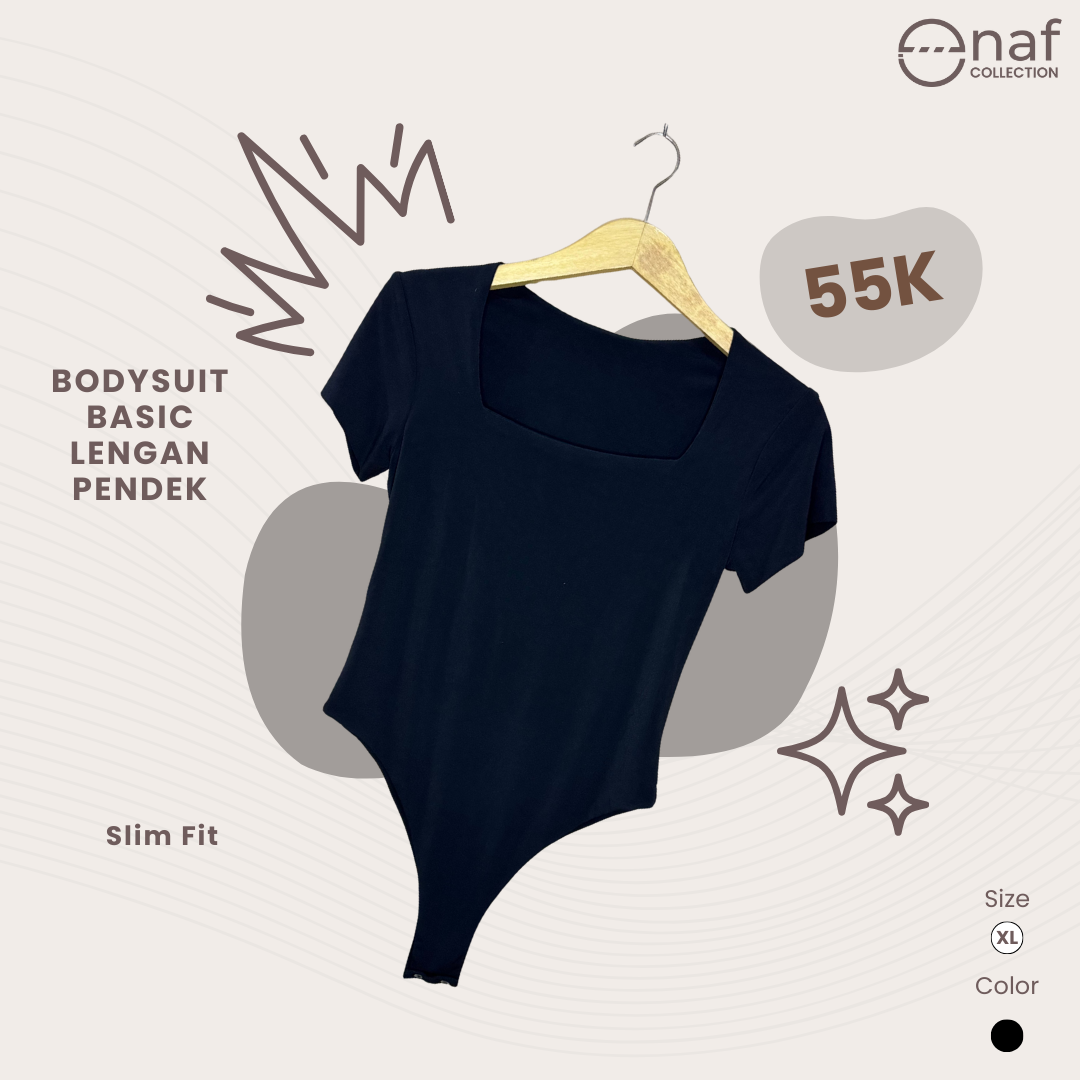 naf
COLLECTION
55K
BODYSUIT
BASIC
LENGAN
PENDEK
Slim Fit
Size
XL
Color